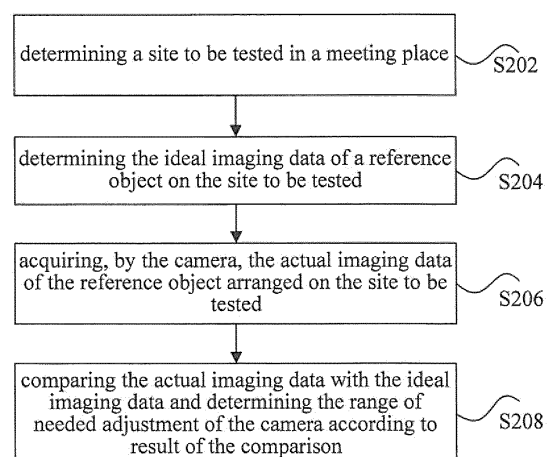 determining a site to be tested in a meeting place
S202
determining the ideal imaging data of a reference
object on the site to be tested
S204
acquiring, by the camera, the actual imaging data
of the reference object arranged on the site to be
tested
S206
comparing the actual imaging data with the ideal
imaging data and determining the range of
needed adjustment of the camera according to
result of the comparison
S208